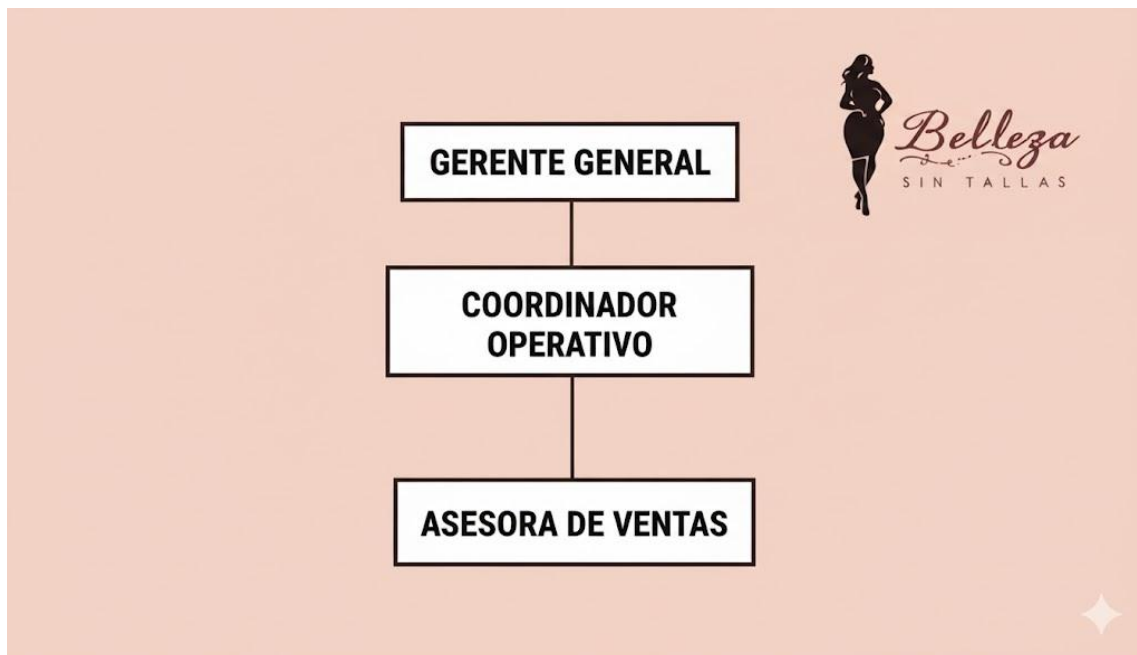 GERENTE GENERAL
Belleza
SIN TALLAS
COORDINADOR
OPERATIVO
ASESORA DE VENTAS